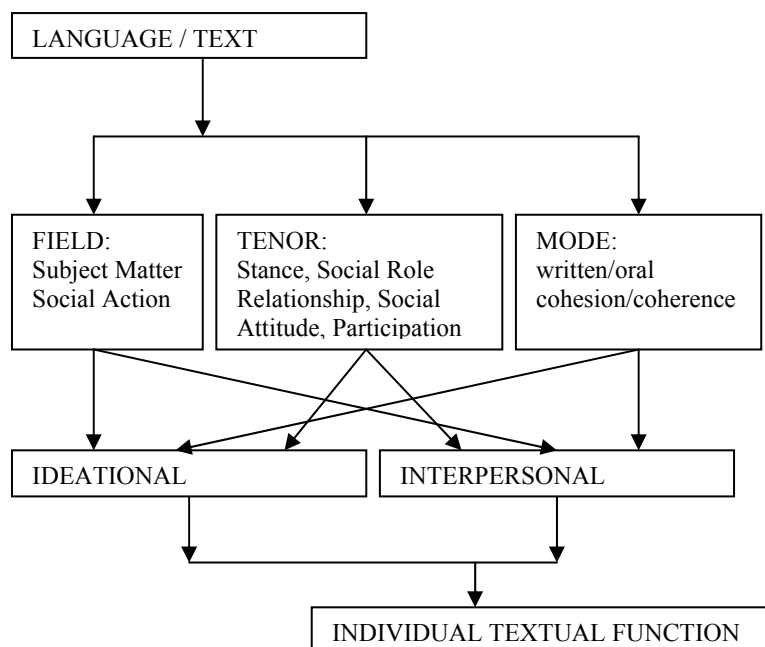 LANGUAGE / TEXT
FIELD:
Subject Matter
Social Action
TENOR:
Stance, Social Role
Relationship, Social
Attitude, Participation
MODE:
written/oral
cohesion/coherence
IDEATIONAL
INTERPERSONAL
INDIVIDUAL TEXTUAL FUNCTION